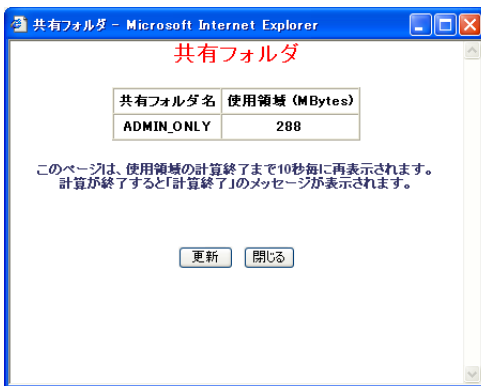 共有フォルダ - Microsoft Internet Explorer
共有フォルダ
共有フォルダ名 使用領域 (MBytes)
ADMIN_ONLY 288
このページは、使用領域の計算終了まで10秒毎に再表示されます。
計算が終了すると「計算終了」のメッセージが表示されます。
更新 閉じる